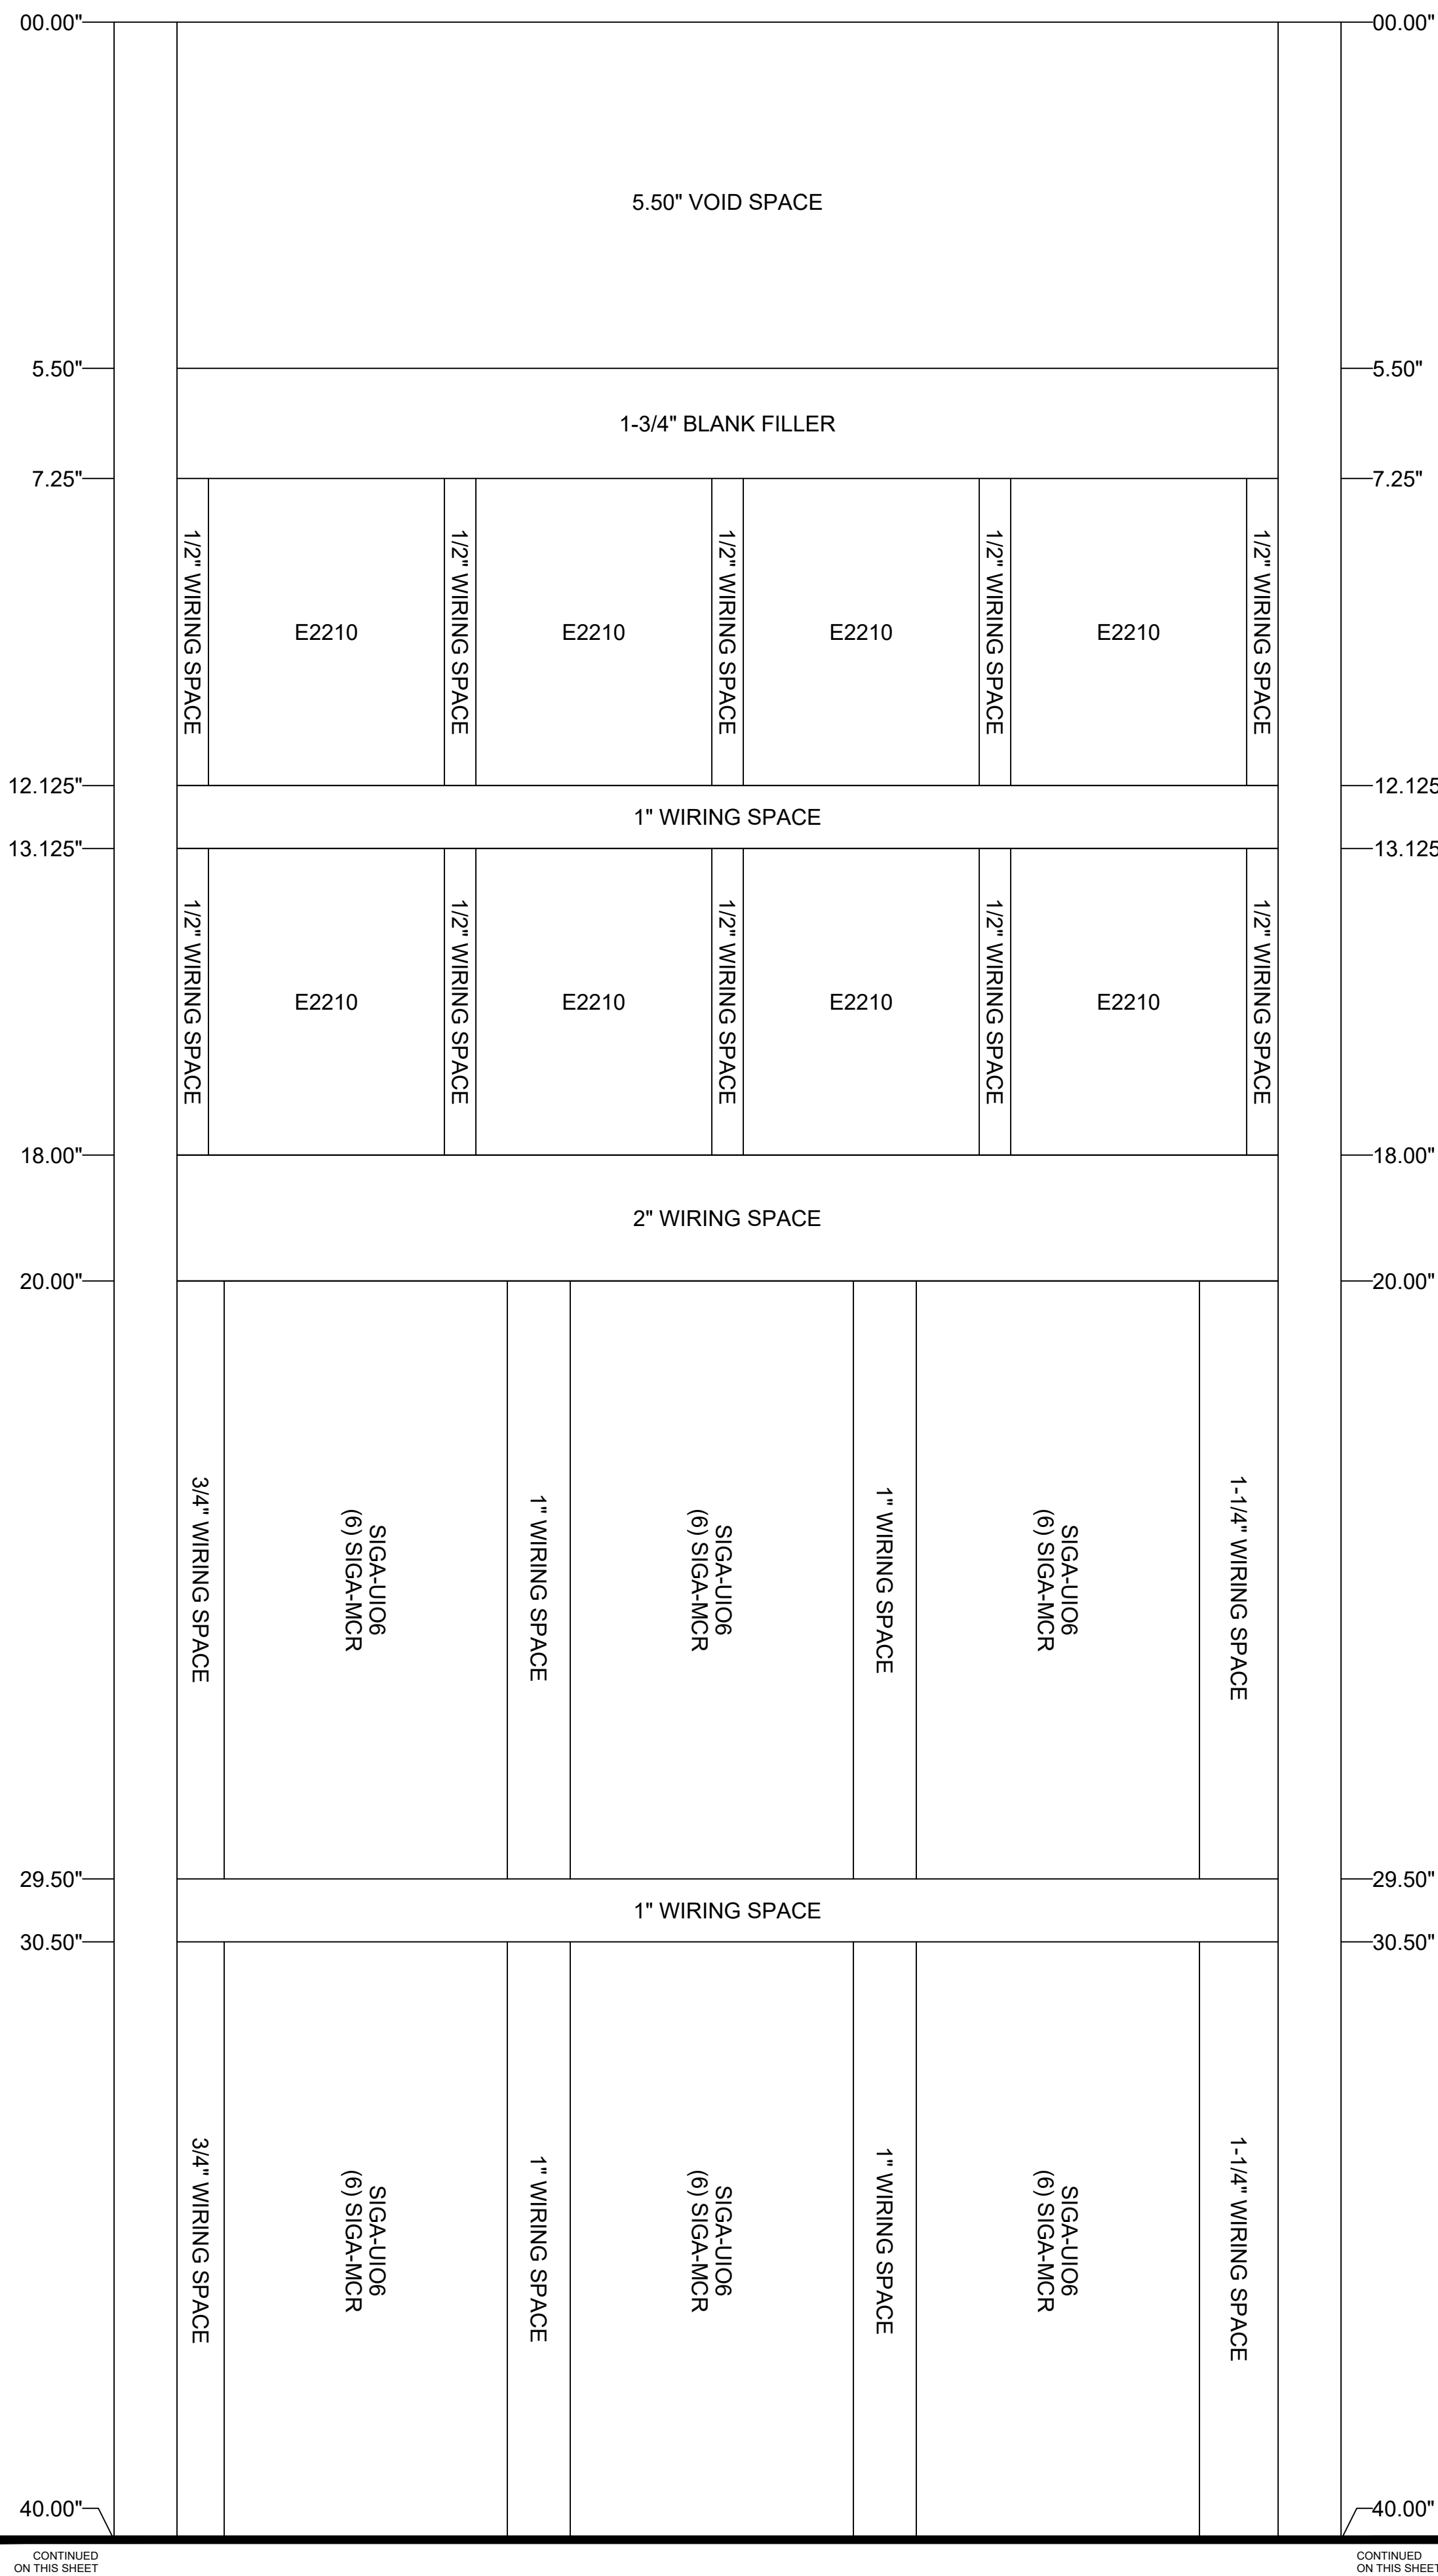 00.00" 00.00"
5.50" VOID SPACE
5.50" 5.50"
1-3/4" BLANK FILLER
7.25" 7.25"
1/2" WIRING SPACE
E2210
1/2" WIRING SPACE
E2210
1/2" WIRING SPACE
E2210
1/2" WIRING SPACE
E2210
1/2" WIRING SPACE
12.125" 12.125
1" WIRING SPACE
13.125" 13.125
1/2" WIRING SPACE
E2210
1/2" WIRING SPACE
E2210
1/2" WIRING SPACE
E2210
1/2" WIRING SPACE
E2210
1/2" WIRING SPACE
18.00" 18.00"
2" WIRING SPACE
20.00" 20.00"
3/4" WIRING SPACE
SIGA-UIO6
(6) SIGA-MCR
1" WIRING SPACE
SIGA-UIO6
(6) SIGA-MCR
1" WIRING SPACE
SIGA-UIO6
(6) SIGA-MCR
1-1/4" WIRING SPACE
29.50" 29.50"
1" WIRING SPACE
30.50" 30.50"
3/4" WIRING SPACE
SIGA-UIO6
(6) SIGA-MCR
1" WIRING SPACE
SIGA-UIO6
(6) SIGA-MCR
1" WIRING SPACE
SIGA-UIO6
(6) SIGA-MCR
1-1/4" WIRING SPACE
40.00" 40.00"
CONTINUED
ON THIS SHEET
CONTINUED
ON THIS SHEET